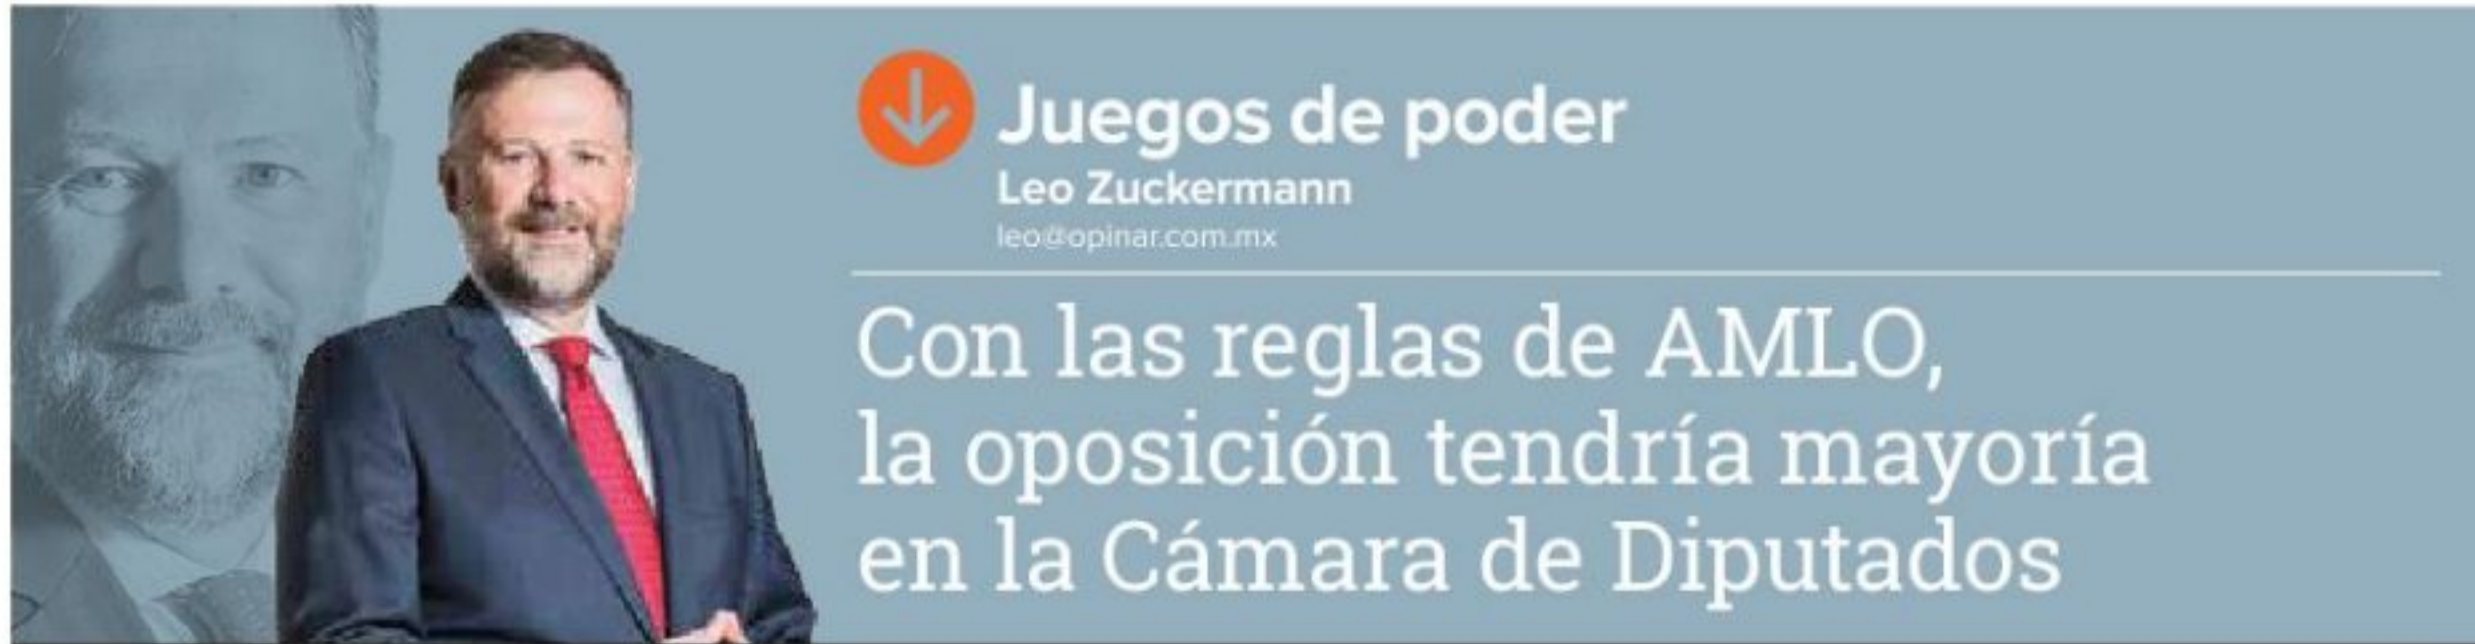 Juegos de poder
Leo Zuckermann
leo@opinar.com.mx
Con las reglas de AMLO,
la oposición tendría mayoría
en la Cámara de Diputados